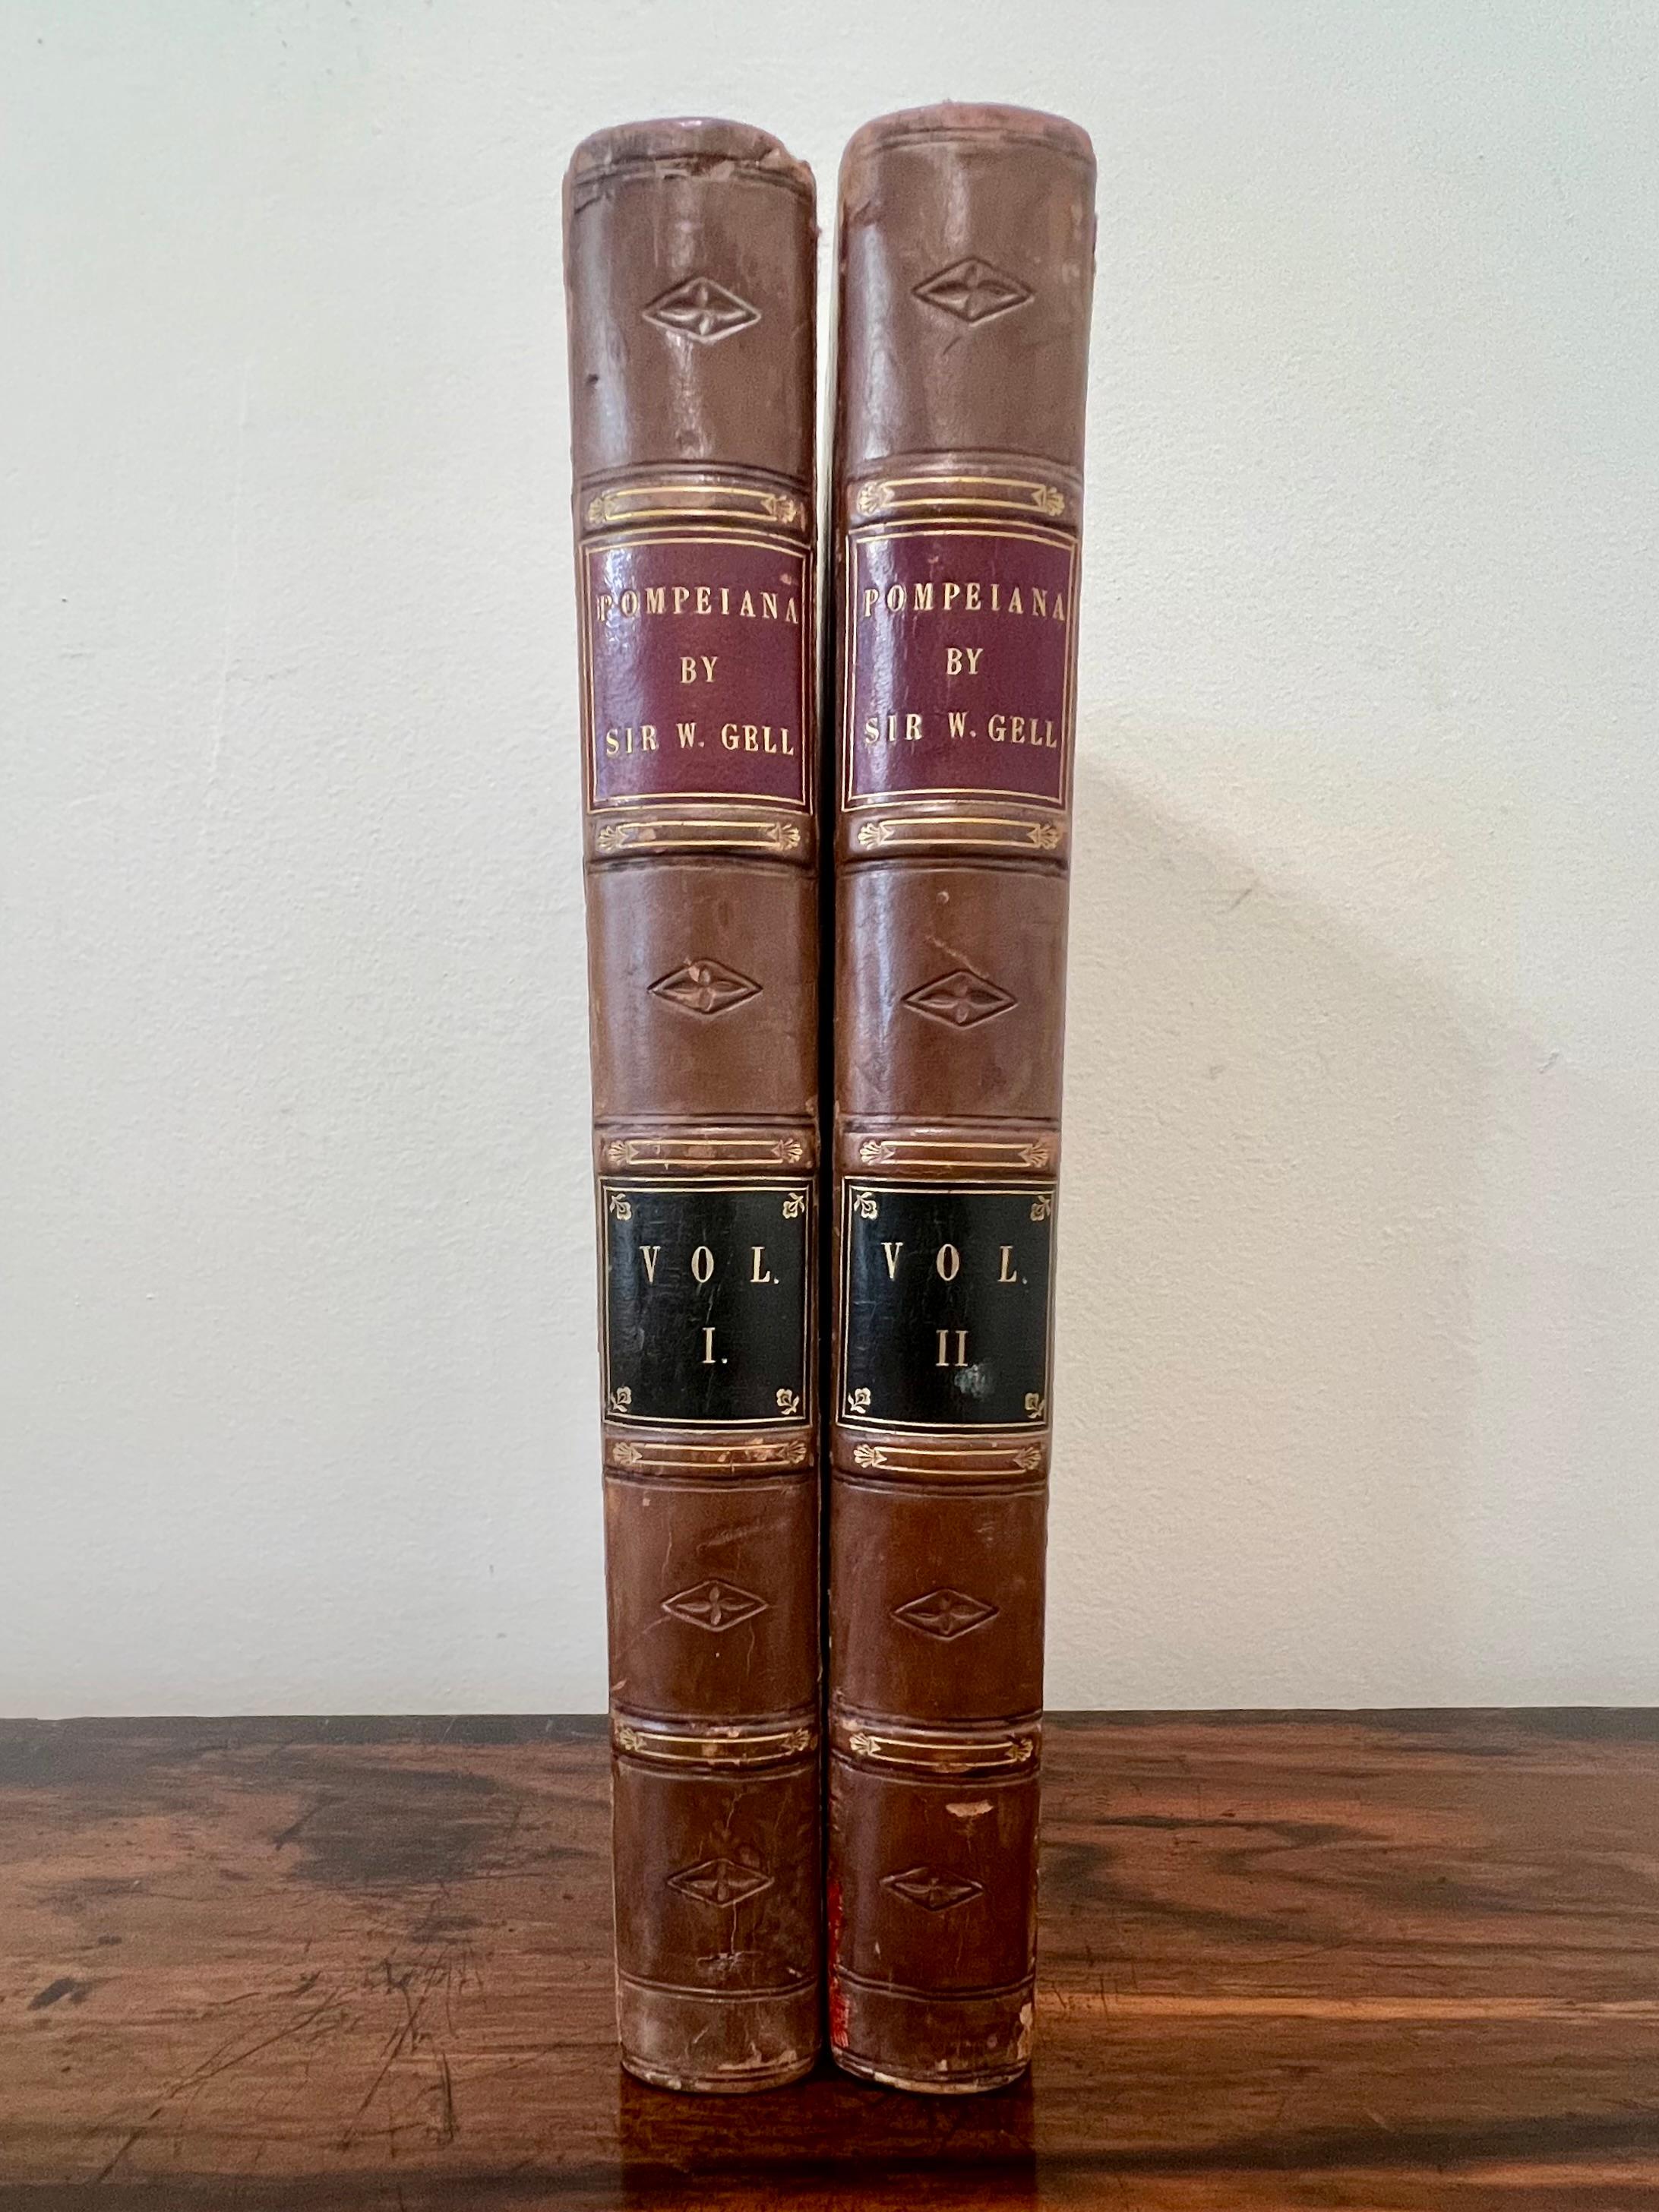 POMPEIANA
BY
SIR W. GELL
VOL.
I.
POMPEIANA
BY
SIR W. GELL
VOL.
II